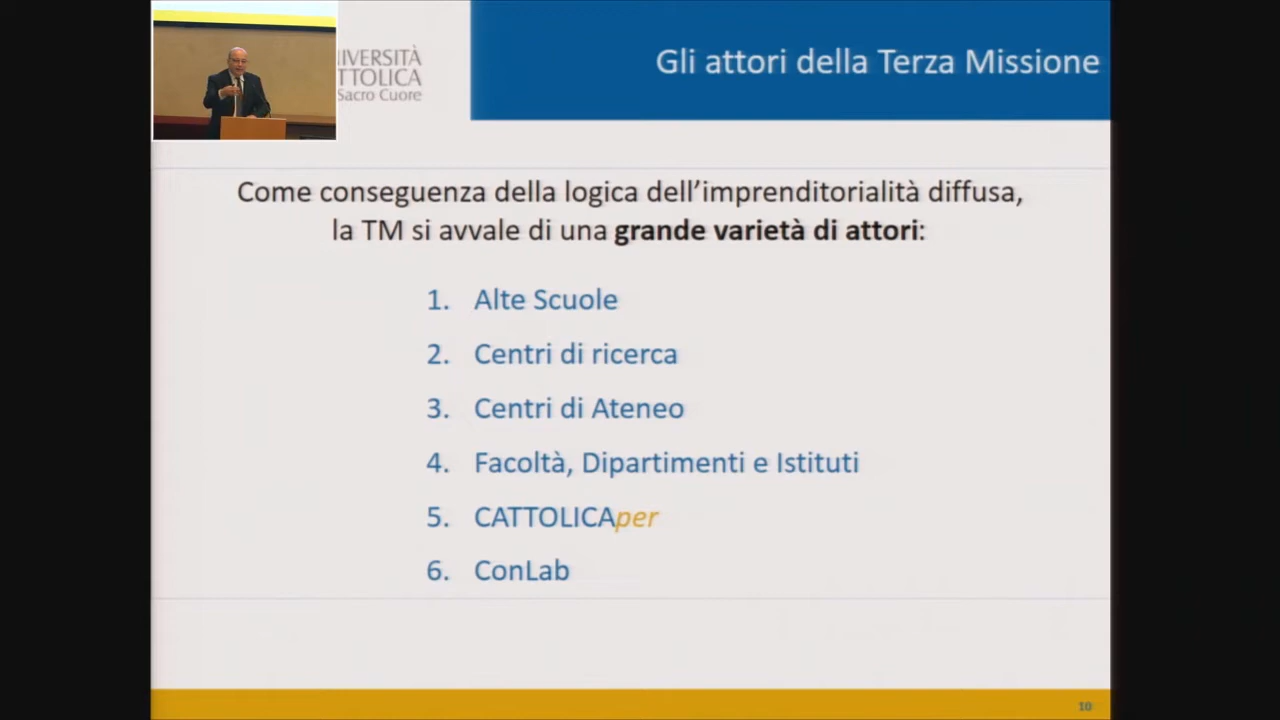 Gli attori della Terza Missione
IVERSITÀ
TTOLICA
Sacro Cuore
Come conseguenza della logica dell'imprenditorialità diffusa,
la TM si avvale di una grande varietà di attori:
1. Alte Scuole
2. Centri di ricerca
3. Centri di Ateneo
4. Facoltà, Dipartimenti e Istituti
5. CATTOLICAper
6. ConLab
10